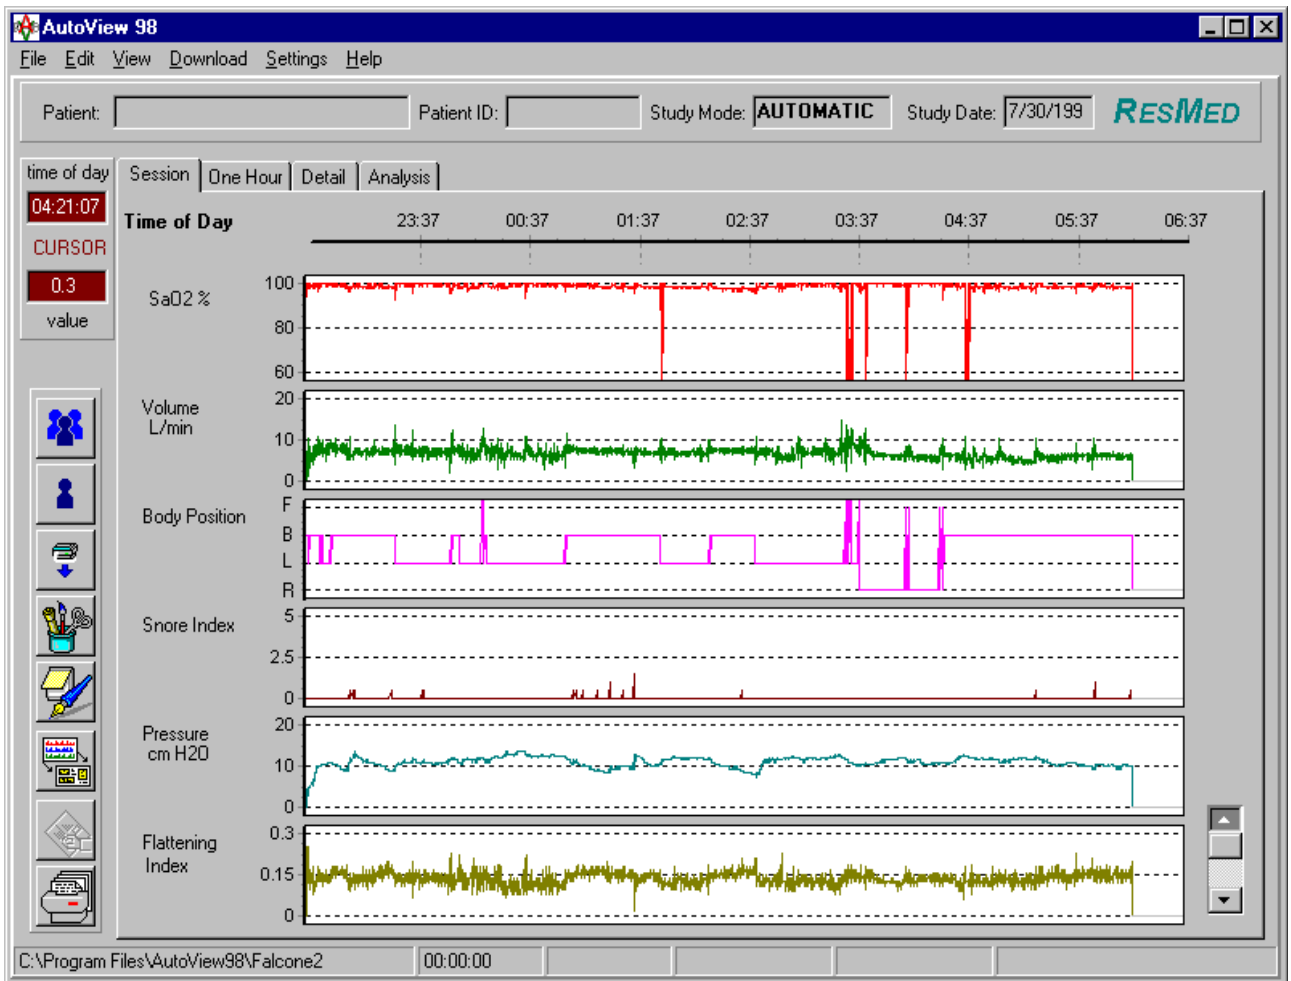 AutoView 98
File Edit View Download Settings Help
Patient: Patient ID: Study Mode: AUTOMATIC Study Date: 7/30/199 RESMED
time of day
04:21:07
CURSOR
0.3
value
Session One Hour Detail Analysis
Time of Day 23:37 00:37 01:37 02:37 03:37 04:37 05:37 06:37
SaO2 %
100
80
60
Volume
L/min
20
10
0
Body Position
F
B
L
R
Snore Index
5
2.5
0
Pressure
cm H2O
20
10
0
Flattening
Index
0.3
0.15
0
C:\Program Files\AutoView98\Falcone2 00:00:00